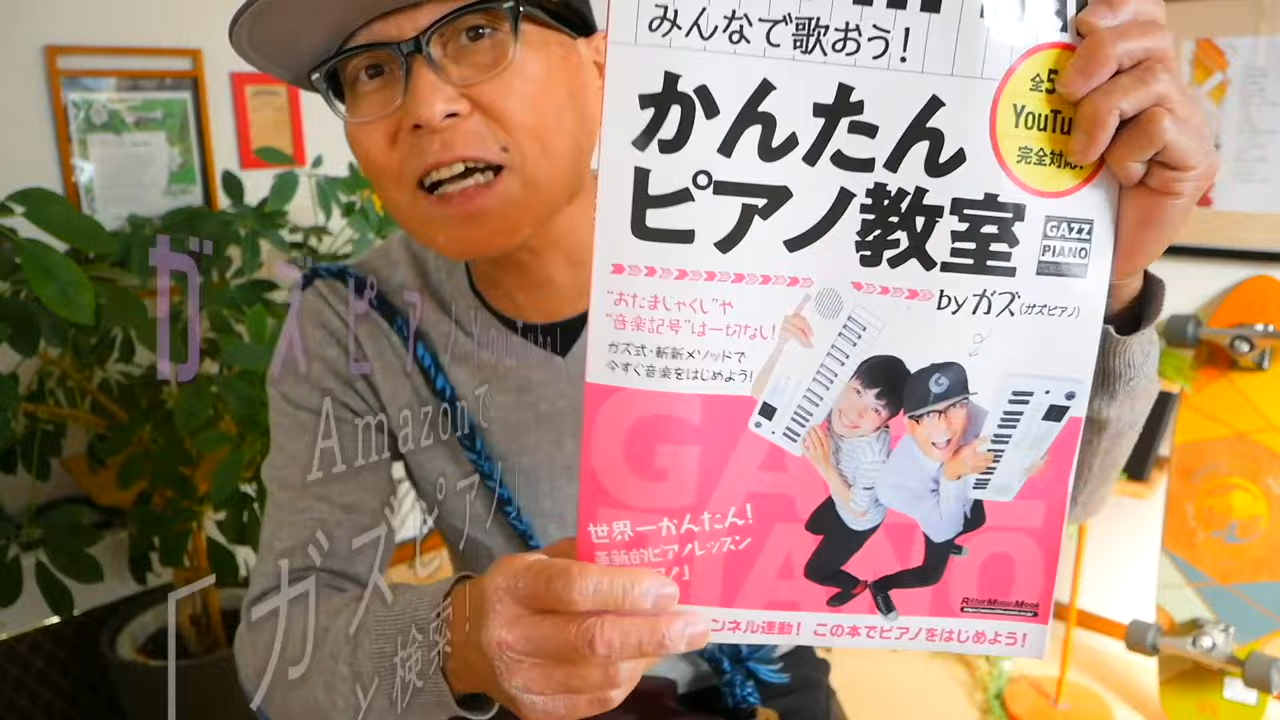 みんなで歌おう!
かんたん
ピアノ教室
全5
YouTu
完全対応!
GAZZ
PIANO
byガズ(ガズピアノ)
"おたまじゃくし"や
"音楽記号"は一切なし!
ガズ式・斬新メソッドで
今すぐ音楽をはじめよう!
GAZZ
PIANO
世界一かんたん!
革新的ピアノレッスン
ノ」
RittorMusicMook
ンネル連動! この本でピアノをはじめよう!
ガズピアノYouTube!
Amazonで
「ガズピアノ」
と検索!